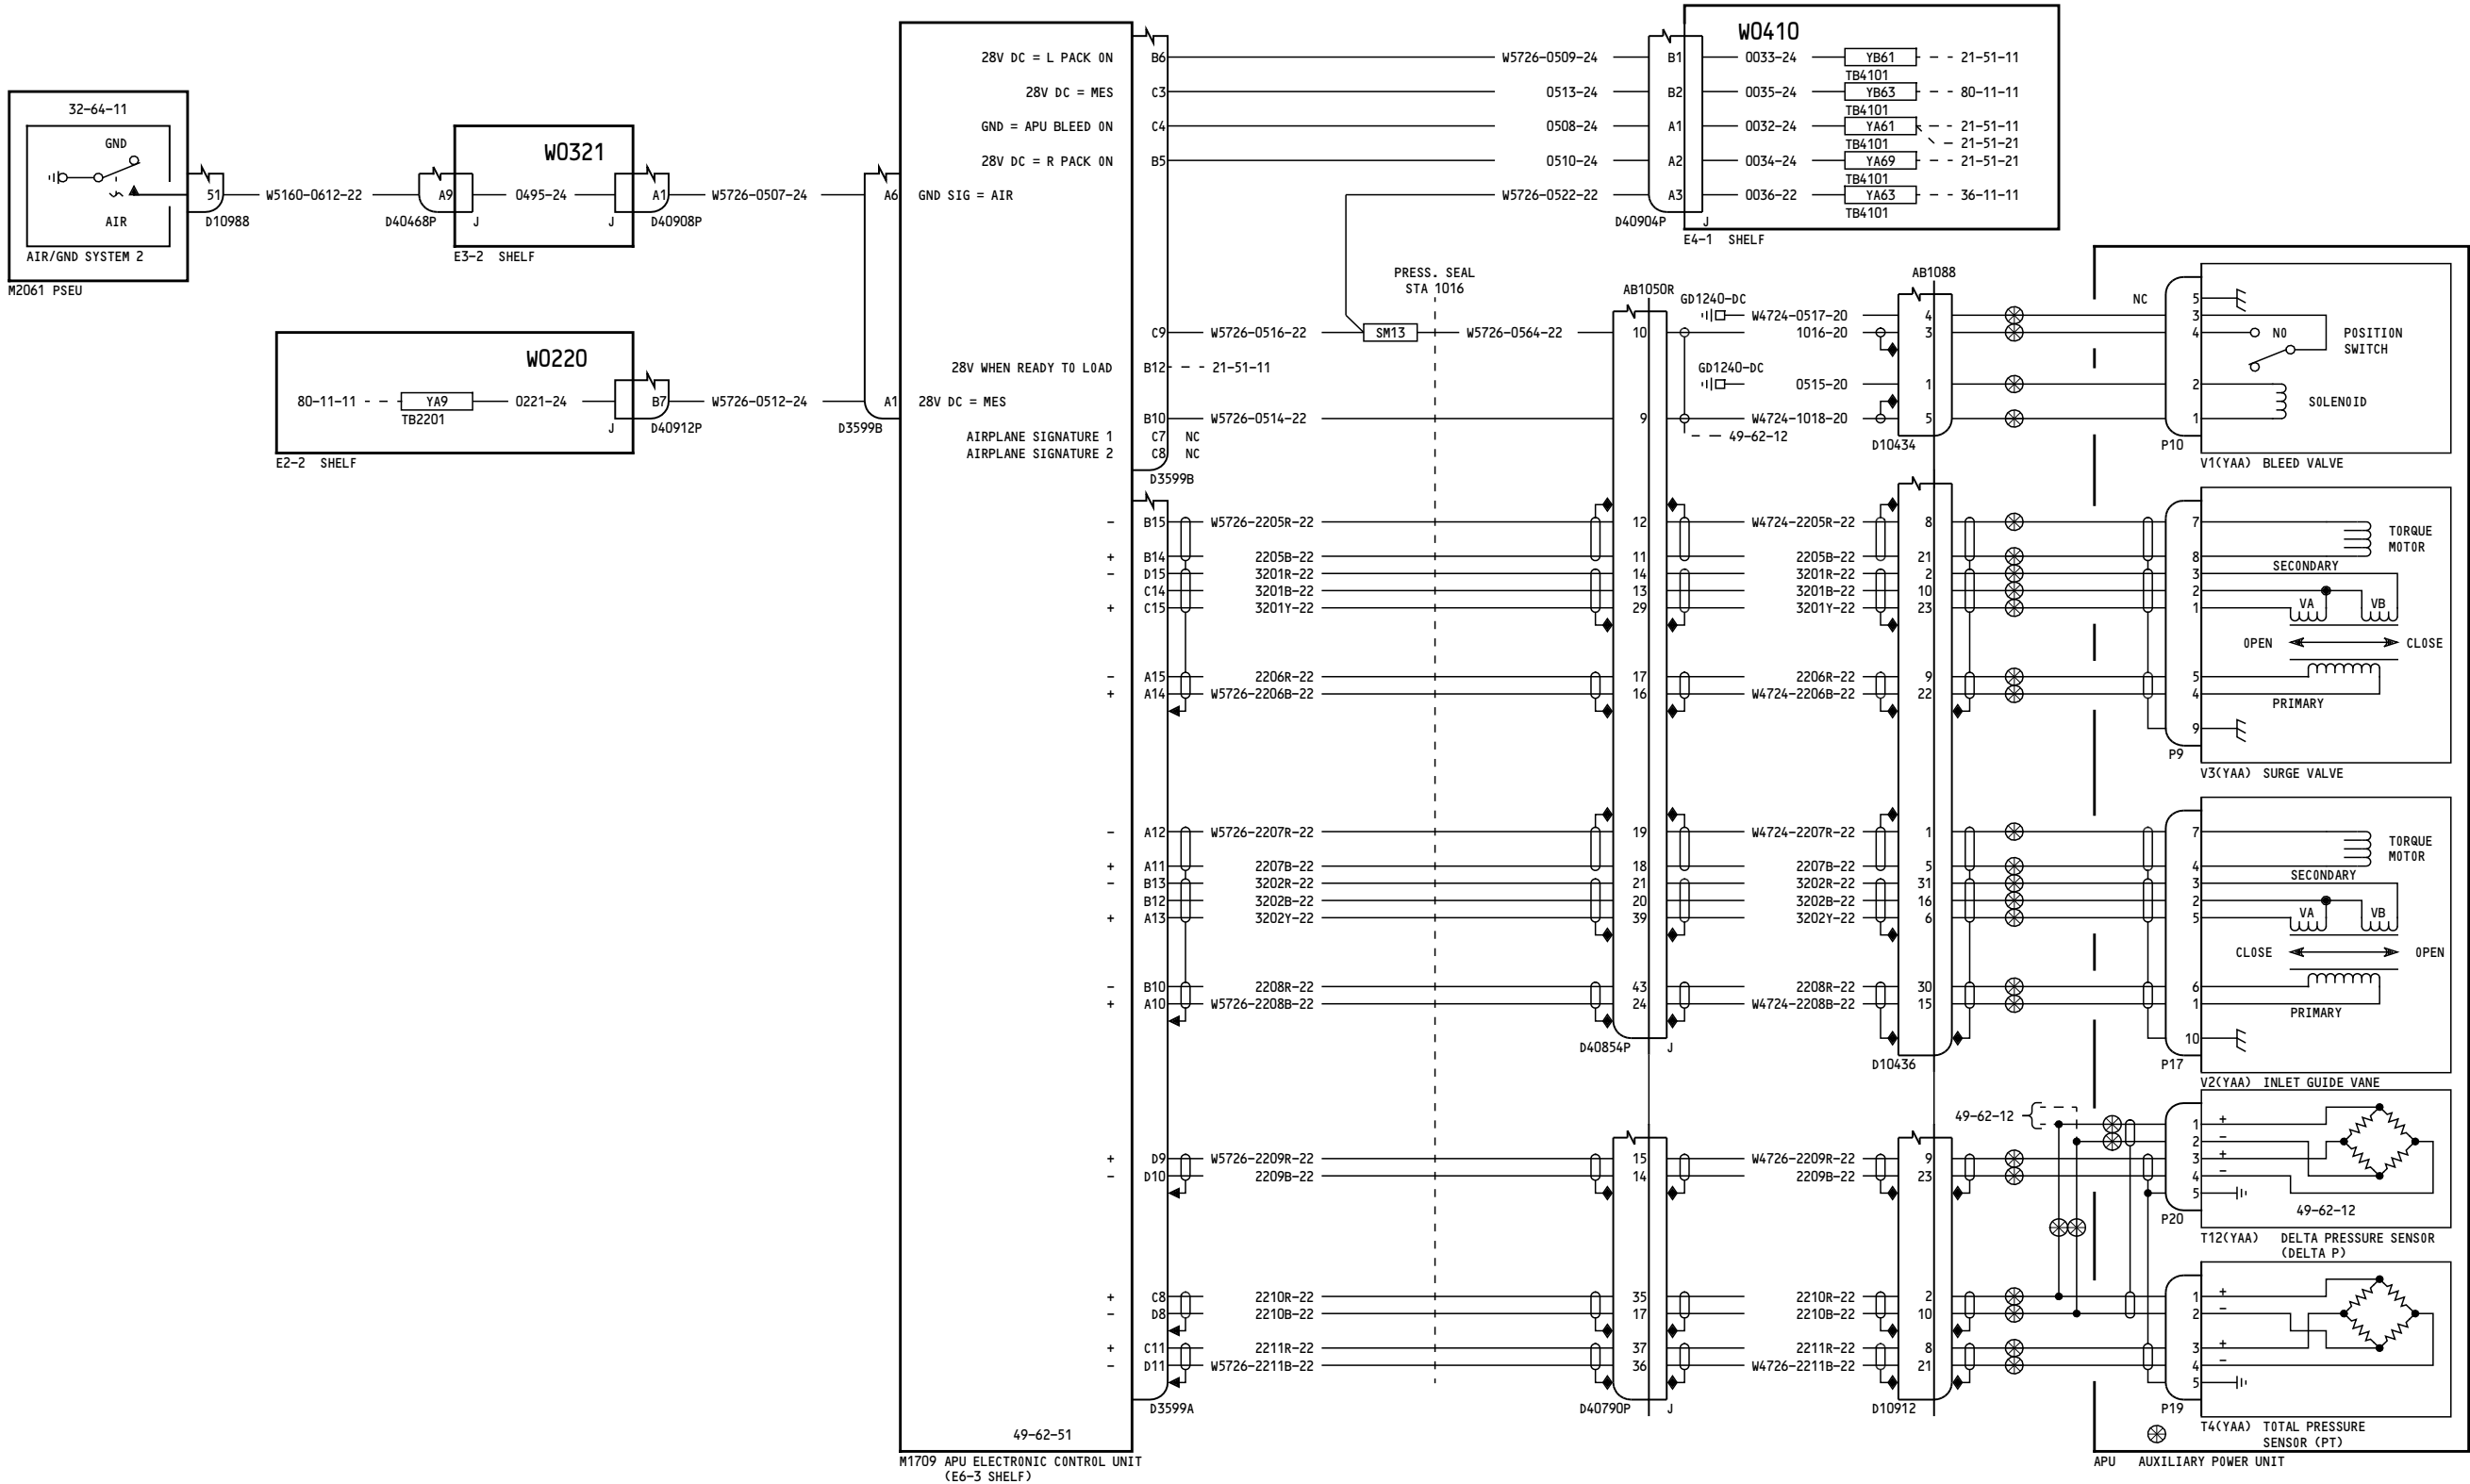 32-64-11
GND
AIR
AIR/GND SYSTEM 2
M2061 PSEU
51
D10988
W5160-0612-22
A9
D40468P
J
W0321
0495-24
J
E3-2 SHELF
A1
D40908P
W5726-0507-24
A6
GND SIG = AIR
W0220
80-11-11
YA9
TB2201
0221-24
J
E2-2 SHELF
B7
D40912P
W5726-0512-24
A1
28V DC = MES
D3599B
28V DC = L PACK ON
B6
28V DC = MES
C3
GND = APU BLEED ON
C4
28V DC = R PACK ON
B5
C9
W5726-0516-22
28V WHEN READY TO LOAD
B12
21-51-11
B10
W5726-0514-22
AIRPLANE SIGNATURE 1
C7 NC
AIRPLANE SIGNATURE 2
C8 NC
D3599B
W0410
W5726-0509-24
B1
0033-24
YB61
21-51-11
TB4101
0513-24
B2
0035-24
YB63
80-11-11
TB4101
0508-24
A1
0032-24
YA61
21-51-11
21-51-21
TB4101
0510-24
A2
0034-24
YA69
21-51-21
TB4101
W5726-0522-22
A3
0036-22
YA63
36-11-11
TB4101
D40904P
J
E4-1 SHELF
PRESS. SEAL
STA 1016
SM13
W5726-0564-22
AB1050R
10
9
GD1240-DC
W4724-0517-20
4
1016-20
3
GD1240-DC
0515-20
1
W4724-1018-20
5
49-62-12
AB1088
D10434
NC
5
3
4
2
1
P10
NO
POSITION
SWITCH
SOLENOID
V1(YAA) BLEED VALVE
- B15 W5726-2205R-22 12 W4724-2205R-22 8 7
+ B14 2205B-22 11 2205B-22 21 8
- D15 3201R-22 14 3201R-22 2 3
C14 3201B-22 13 3201B-22 10 2
+ C15 3201Y-22 29 3201Y-22 23 1
- A15 2206R-22 17 2206R-22 9 5
+ A14 W5726-2206B-22 16 W4724-2206B-22 22 4
9
P9
TORQUE
MOTOR
SECONDARY
VA VB
OPEN CLOSE
PRIMARY
V3(YAA) SURGE VALVE
- A12 W5726-2207R-22 19 W4724-2207R-22 1 7
+ A11 2207B-22 18 2207B-22 5 4
- B13 3202R-22 21 3202R-22 31 3
B12 3202B-22 20 3202B-22 16 2
+ A13 3202Y-22 39 3202Y-22 6 5
- B10 2208R-22 43 2208R-22 30 6
+ A10 W5726-2208B-22 24 W4724-2208B-22 15 1
10
D40854P
J
D10436
P17
TORQUE
MOTOR
SECONDARY
VA VB
CLOSE OPEN
PRIMARY
V2(YAA) INLET GUIDE VANE
49-62-12
1 +
2 -
+ D9 W5726-2209R-22 15 W4726-2209R-22 9 3 +
- D10 2209B-22 14 2209B-22 23 4 -
5
P20
49-62-12
T12(YAA) DELTA PRESSURE SENSOR
(DELTA P)
+ C8 2210R-22 35 2210R-22 2 1 +
- D8 2210B-22 17 2210B-22 10 2 -
+ C11 2211R-22 37 2211R-22 8 3 +
- D11 W5726-2211B-22 36 W4726-2211B-22 21 4 -
5
D3599A
D40790P
J
D10912
P19
T4(YAA) TOTAL PRESSURE
SENSOR (PT)
49-62-51
M1709 APU ELECTRONIC CONTROL UNIT
(E6-3 SHELF)
APU AUXILIARY POWER UNIT